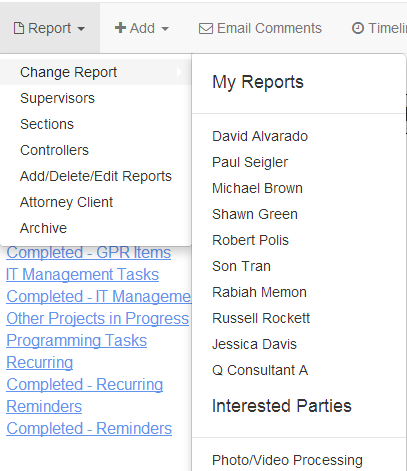 Report Add Email Comments Timelin
Change Report
Supervisors
Sections
Controllers
Add/Delete/Edit Reports
Attorney Client
Archive
My Reports
David Alvarado
Paul Seigler
Michael Brown
Shawn Green
Robert Polis
Son Tran
Rabiah Memon
Russell Rockett
Jessica Davis
Q Consultant A
Interested Parties
Photo/Video Processing
Completed - GPR Items
IT Management Tasks
Completed - IT Manageme
Other Projects in Progress
Programming Tasks
Recurring
Completed - Recurring
Reminders
Completed - Reminders